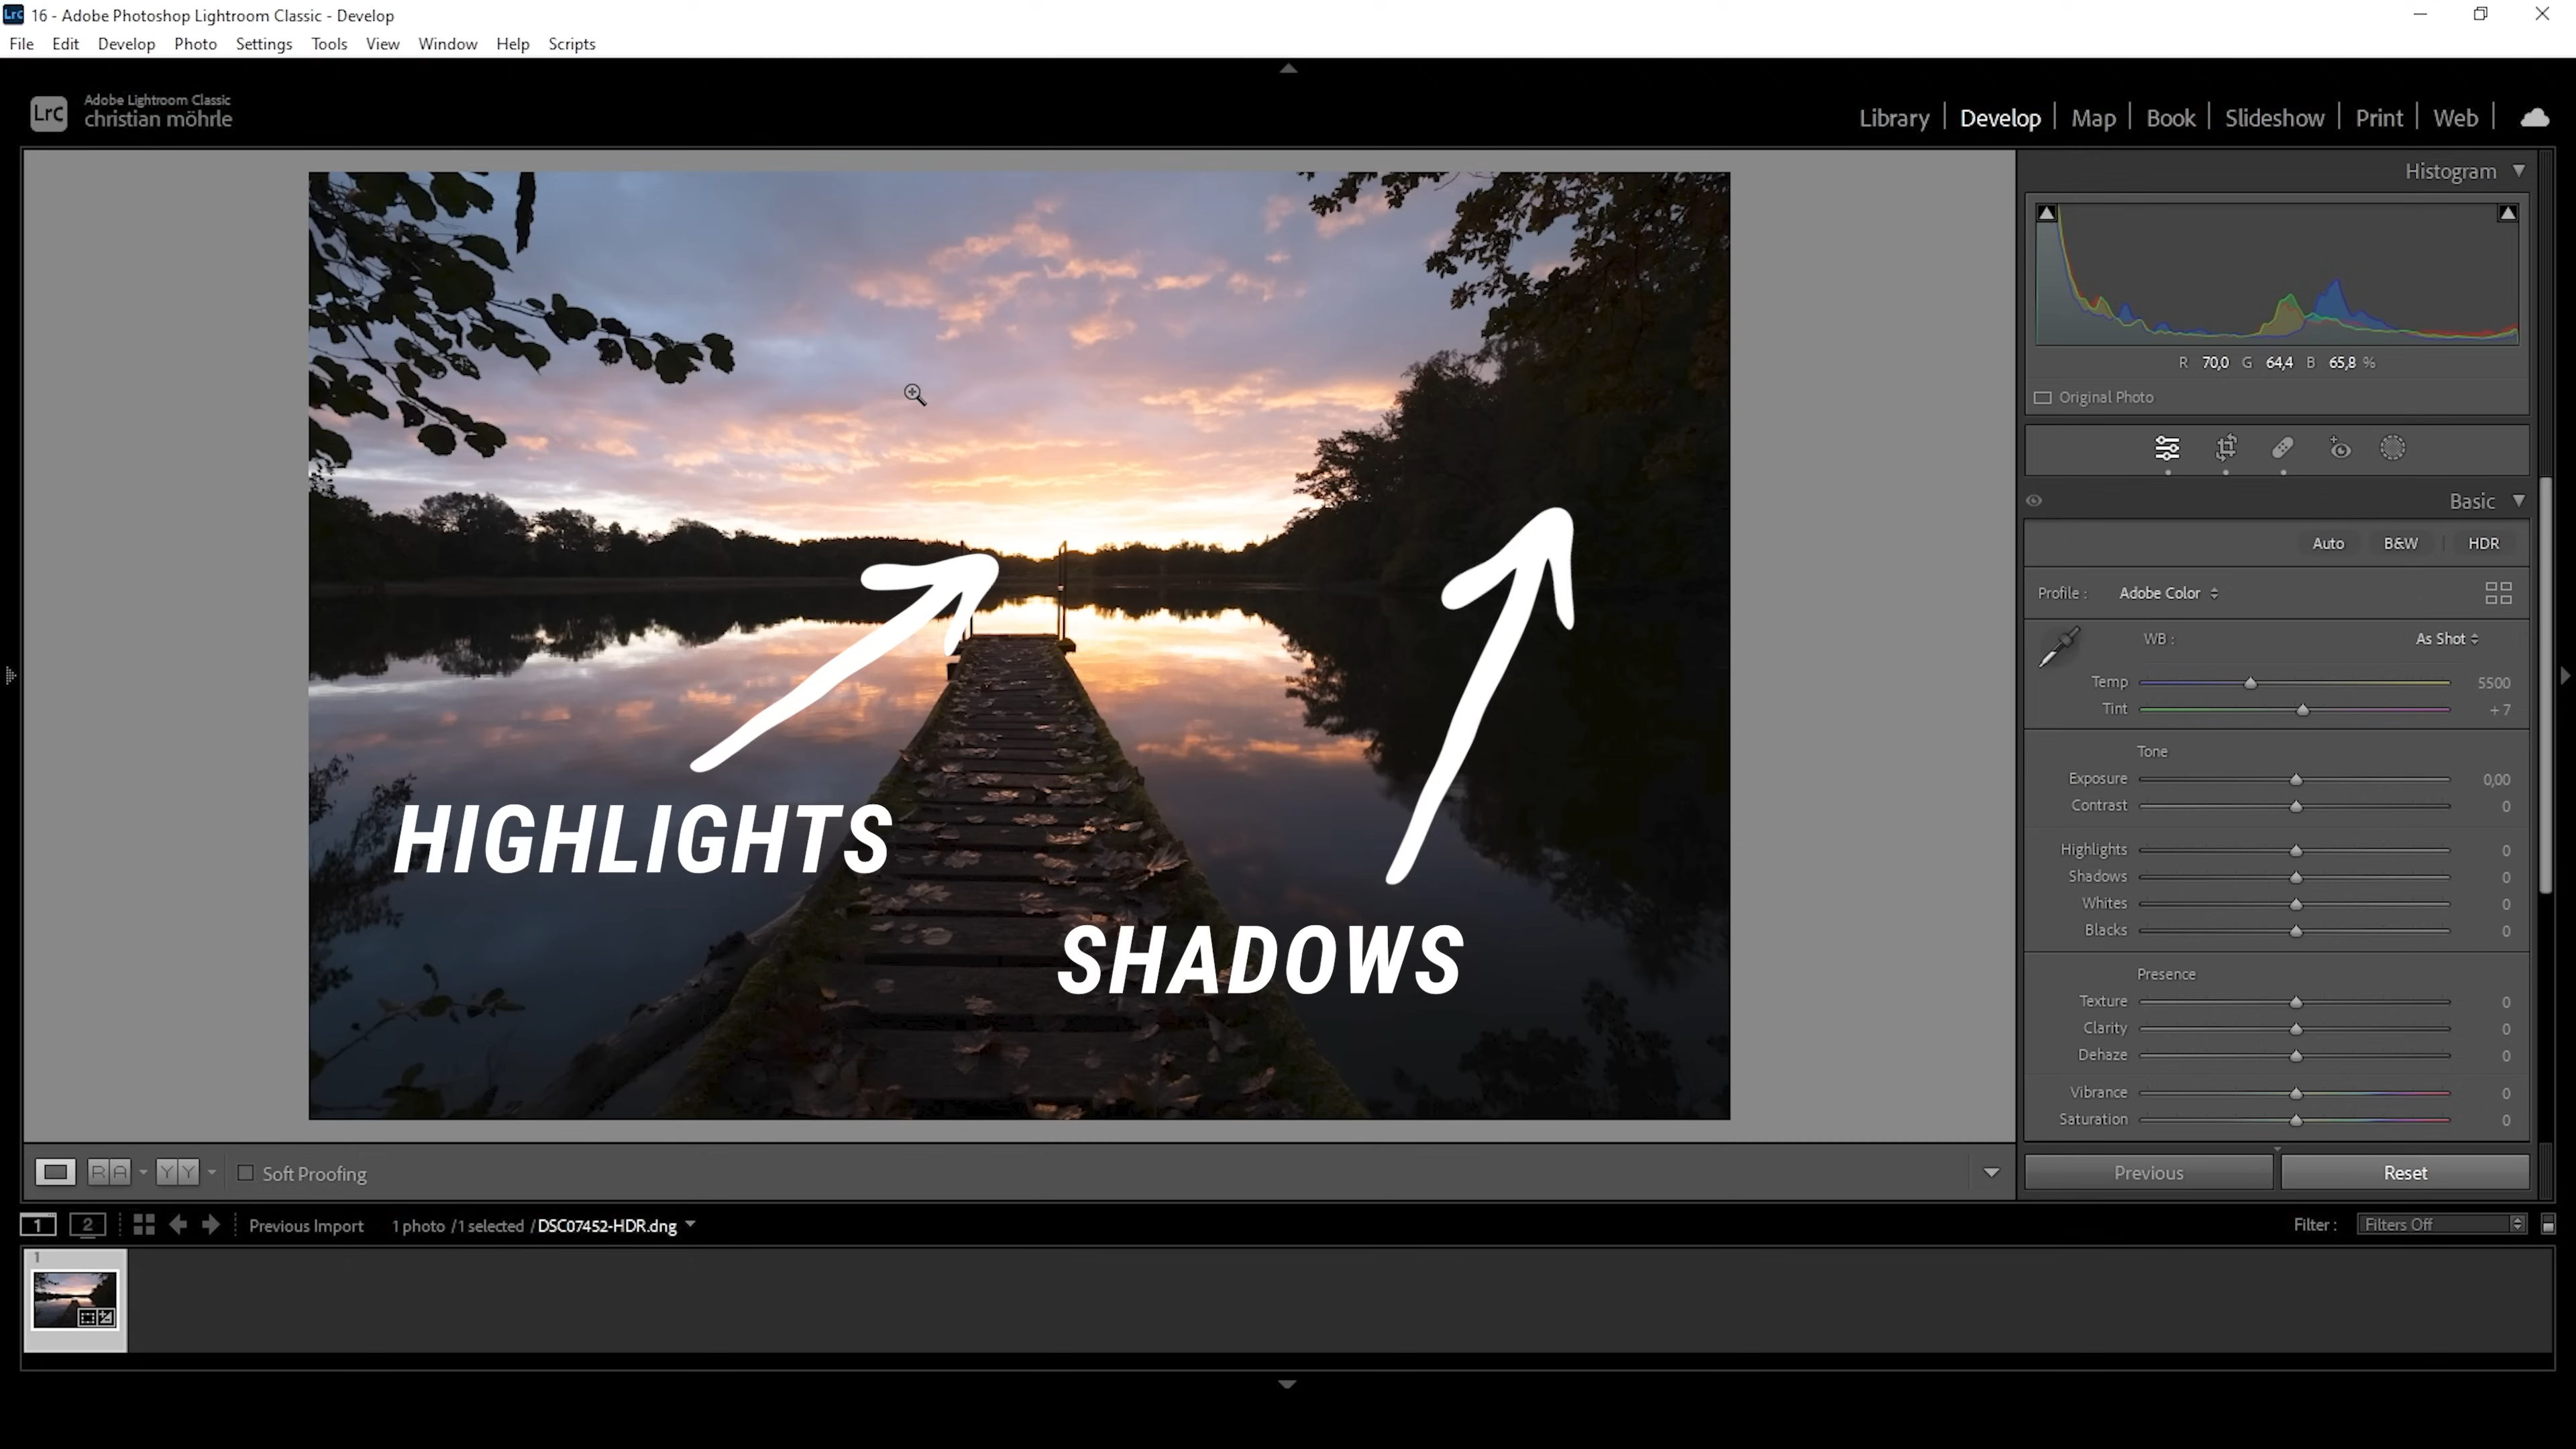 Lrc 16 - Adobe Photoshop Lightroom Classic - Develop
File Edit Develop Photo Settings Tools View Window Help Scripts
Lrc
Adobe Lightroom Classic
christian möhrle
Library | Develop | Map | Book | Slideshow | Print | Web |
Histogram
R 70,0 G 64,4 B 65,8 %
Original Photo
Basic
Auto B&W HDR
Profile : Adobe Color
WB : As Shot
Temp 5500
Tint + 7
Tone
Exposure 0,00
Contrast 0
Highlights 0
Shadows 0
Whites 0
Blacks 0
Presence
Texture 0
Clarity 0
Dehaze 0
Vibrance 0
Saturation 0
Previous Reset
HIGHLIGHTS
SHADOWS
R A Y Y Soft Proofing
1 2 Previous Import 1 photo / 1 selected / DSC07452-HDR.dng Filter : Filters Off
1